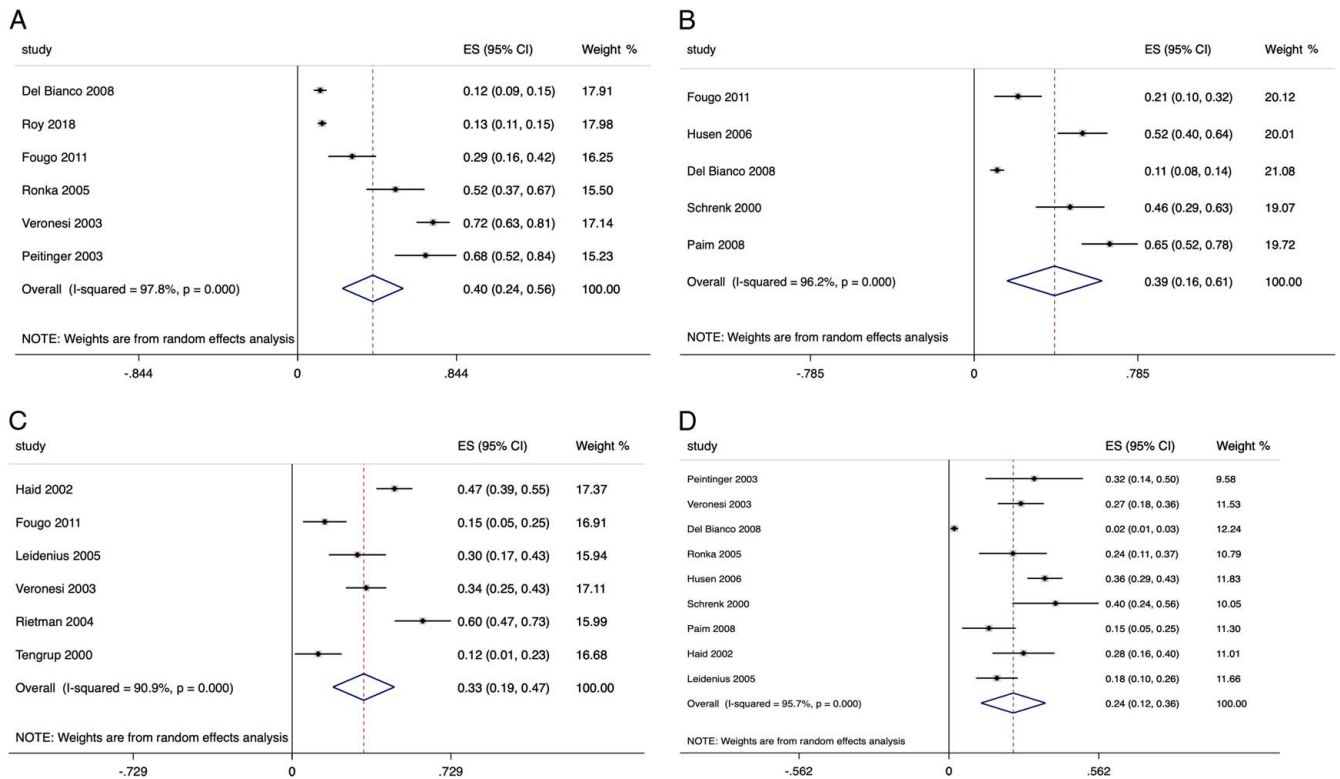 A
study ES (95% CI) Weight %
Del Bianco 2008 0.12 (0.09, 0.15) 17.91
Roy 2018 0.13 (0.11, 0.15) 17.98
Fougo 2011 0.29 (0.16, 0.42) 16.25
Ronka 2005 0.52 (0.37, 0.67) 15.50
Veronesi 2003 0.72 (0.63, 0.81) 17.14
Peitinger 2003 0.68 (0.52, 0.84) 15.23
Overall (I-squared = 97.8%, p = 0.000) 0.40 (0.24, 0.56) 100.00
NOTE: Weights are from random effects analysis
-.844 0 .844
B
study ES (95% CI) Weight %
Fougo 2011 0.21 (0.10, 0.32) 20.12
Husen 2006 0.52 (0.40, 0.64) 20.01
Del Bianco 2008 0.11 (0.08, 0.14) 21.08
Schrenk 2000 0.46 (0.29, 0.63) 19.07
Paim 2008 0.65 (0.52, 0.78) 19.72
Overall (I-squared = 96.2%, p = 0.000) 0.39 (0.16, 0.61) 100.00
NOTE: Weights are from random effects analysis
-.785 0 .785
C
study ES (95% CI) Weight %
Haid 2002 0.47 (0.39, 0.55) 17.37
Fougo 2011 0.15 (0.05, 0.25) 16.91
Leidenius 2005 0.30 (0.17, 0.43) 15.94
Veronesi 2003 0.34 (0.25, 0.43) 17.11
Rietman 2004 0.60 (0.47, 0.73) 15.99
Tengrup 2000 0.12 (0.01, 0.23) 16.68
Overall (I-squared = 90.9%, p = 0.000) 0.33 (0.19, 0.47) 100.00
NOTE: Weights are from random effects analysis
-.729 0 .729
D
study ES (95% CI) Weight %
Peintinger 2003 0.32 (0.14, 0.50) 9.58
Veronesi 2003 0.27 (0.18, 0.36) 11.53
Del Bianco 2008 0.02 (0.01, 0.03) 12.24
Ronka 2005 0.24 (0.11, 0.37) 10.79
Husen 2006 0.36 (0.29, 0.43) 11.83
Schrenk 2000 0.40 (0.24, 0.56) 10.05
Paim 2008 0.15 (0.05, 0.25) 11.30
Haid 2002 0.28 (0.16, 0.40) 11.01
Leidenius 2005 0.18 (0.10, 0.26) 11.66
Overall (I-squared = 95.7%, p = 0.000) 0.24 (0.12, 0.36) 100.00
NOTE: Weights are from random effects analysis
-.562 0 .562